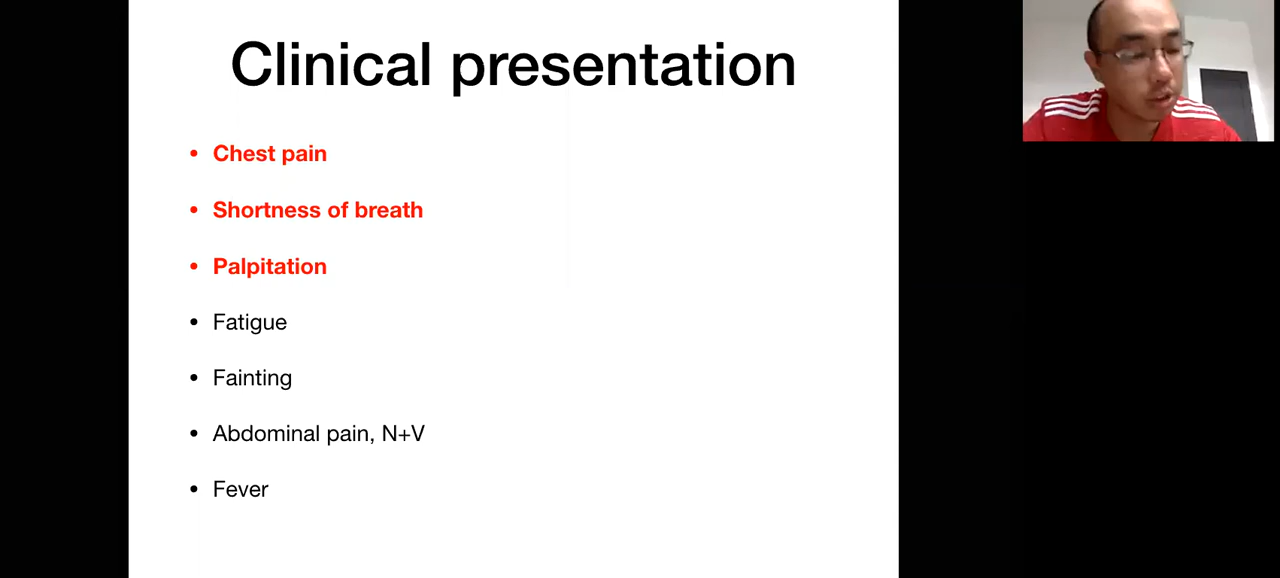 Clinical presentation
• Chest pain
• Shortness of breath
• Palpitation
• Fatigue
• Fainting
• Abdominal pain, N+V
• Fever